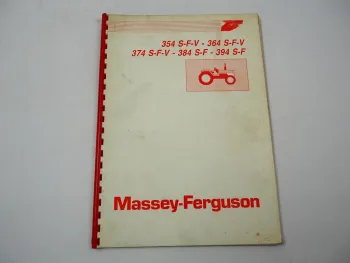 354 S-F-V - 364 S-F-V
374 S-F-V - 384 S-F - 394 S-F
Massey-Ferguson